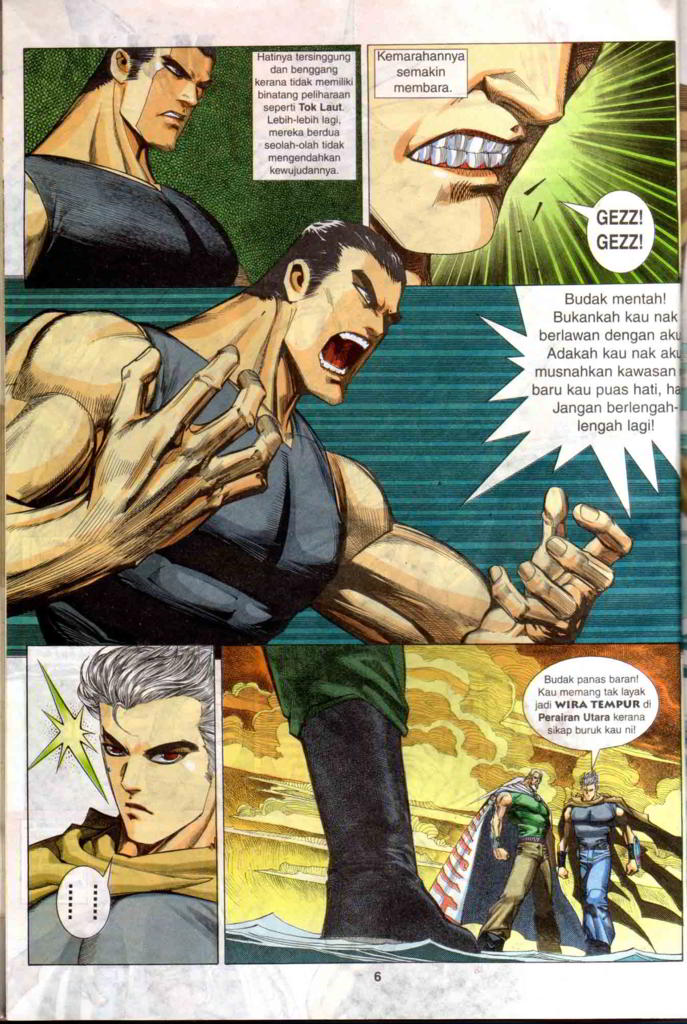 Hatinya tersinggung
dan benggang
kerana tidak memiliki
binatang peliharaan
seperti Tok Laut.
Lebih-lebih lagi,
mereka berdua
seolah-olah tidak
mengendahkan
kewujudannya.
Kemarahannya
semakin
membara.
GEZZ!
GEZZ!
Budak mentah!
Bukankah kau nak
berlawan dengan aku
Adakah kau nak aku
musnahkan kawasan
baru kau puas hati, ha
Jangan berlengah-
lengah lagi!
Budak panas baran!
Kau memang tak layak
jadi WIRA TEMPUR di
Perairan Utara kerana
sikap buruk kau ni!
6